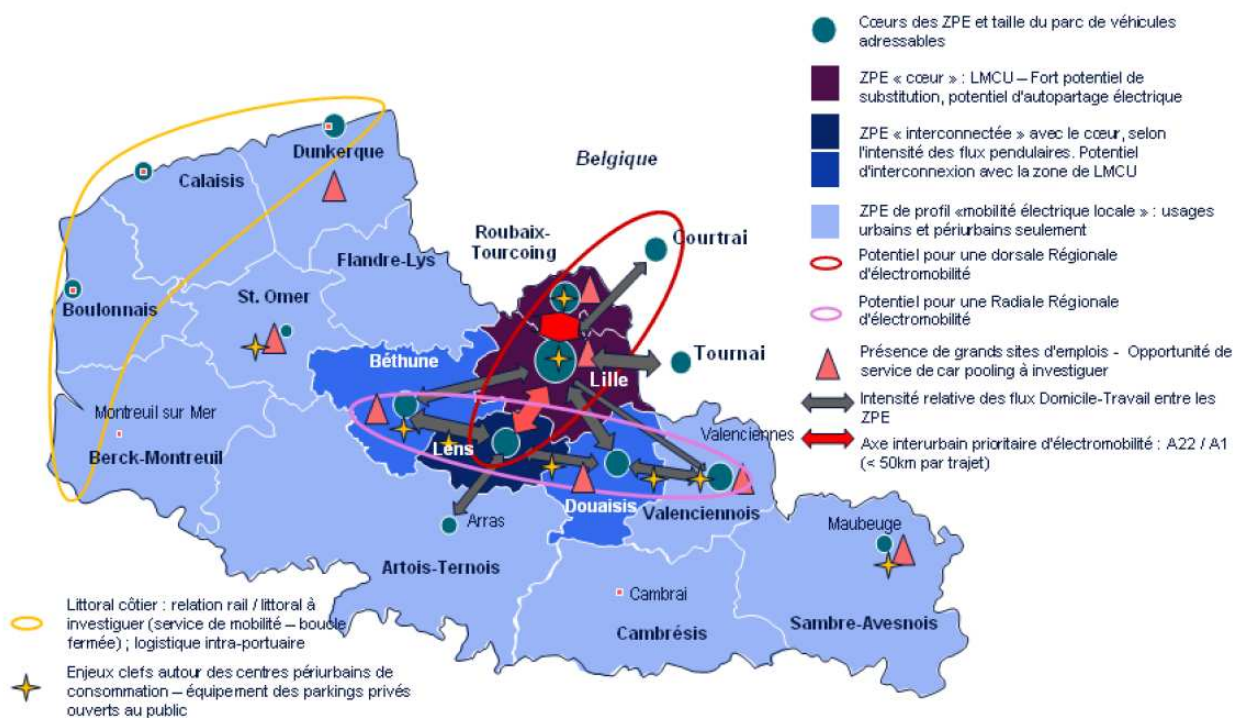 Cœurs des ZPE et taille du parc de véhicules
adressables
ZPE « cœur » : LMCU – Fort potentiel de
substitution, potentiel d'autopartage électrique
ZPE « interconnectée » avec le cœur, selon
l'intensité des flux pendulaires. Potentiel
d'interconnexion avec la zone de LMCU
ZPE de profil «mobilité électrique locale » : usages
urbains et périurbains seulement
Potentiel pour une dorsale Régionale
d'électromobilité
Potentiel pour une Radiale Régionale
d'électromobilité
Présence de grands sites d'emplois - Opportunité de
service de car pooling à investiguer
Intensité relative des flux Domicile-Travail entre les
ZPE
Axe interurbain prioritaire d'électromobilité : A22 / A1
(< 50km par trajet)
Dunkerque
Belgique
Calaisis
Roubaix-
Tourcoing
Courtrai
Flandre-Lys
Boulonnais
St. Omer
Béthune
Lille
Tournai
Montreuil sur Mer
Berck-Montreuil
Lens
Valenciennes
Douaisis
Valenciennois
Arras
Maubeuge
Artois-Ternois
Cambrai
Cambrésis
Sambre-Avesnois
Littoral côtier : relation rail / littoral à
investiguer (service de mobilité – boucle
fermée) ; logistique intra-portuaire
Enjeux clefs autour des centres périurbains de
consommation – équipement des parkings privés
ouverts au public